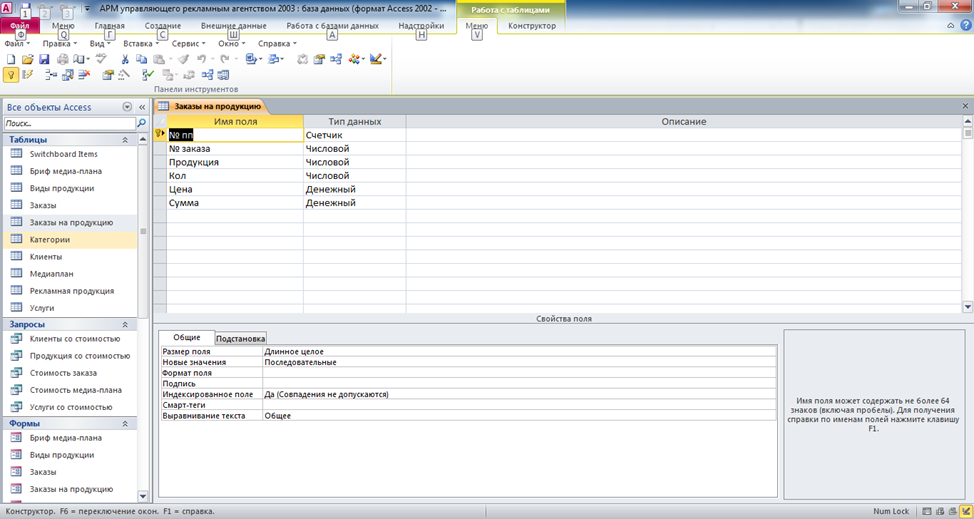 АРМ управляющего рекламным агентством 2003 : база данных (формат Access 2002 - ...
Работа с таблицами
1 2 3
Файл Меню Главная Создание Внешние данные Работа с базами данных Надстройки Меню Конструктор
Ф Q Г С Ш А Н V
Файл Правка Вид Вставка Сервис Окно Справка
Панели инструментов
Все объекты Access
Поиск...
Таблицы
Switchboard Items
Бриф медиа-плана
Виды продукции
Заказы
Заказы на продукцию
Категории
Клиенты
Медиаплан
Рекламная продукция
Услуги
Запросы
Клиенты со стоимостью
Продукция со стоимостью
Стоимость заказа
Стоимость медиа-плана
Услуги со стоимостью
Формы
Бриф медиа-плана
Виды продукции
Заказы
Заказы на продукцию
Заказы на продукцию
Имя поля Тип данных Описание
№ пп Счетчик
№ заказа Числовой
Продукция Числовой
Кол Числовой
Цена Денежный
Сумма Денежный
Свойства поля
Общие Подстановка
Размер поля Длинное целое
Новые значения Последовательные
Формат поля
Подпись
Индексированное поле Да (Совпадения не допускаются)
Смарт-теги
Выравнивание текста Общее
Имя поля может содержать не более 64
знаков (включая пробелы). Для получения
справки по именам полей нажмите клавишу
F1.
Конструктор. F6 = переключение окон. F1 = справка.
Num Lock